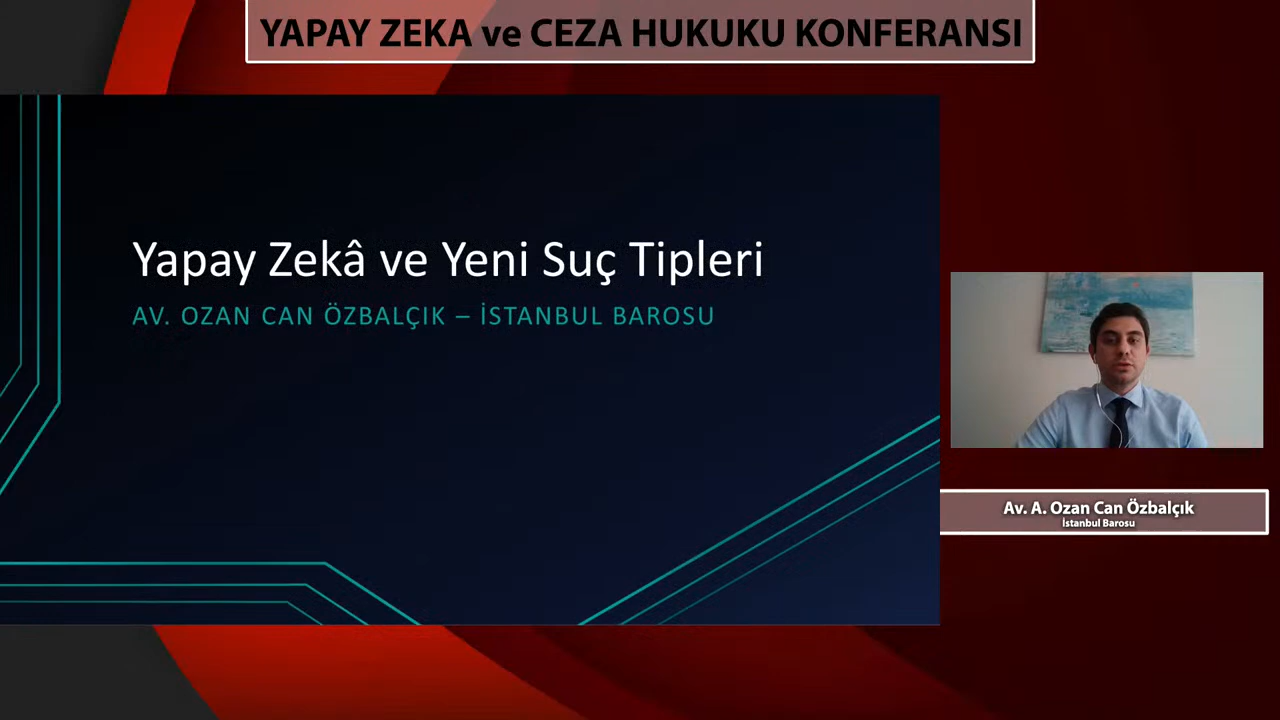 YAPAY ZEKA ve CEZA HUKUKU KONFERANSI
Yapay Zekâ ve Yeni Suç Tipleri
AV. OZAN CAN ÖZBALÇIK – İSTANBUL BAROSU
Av. A. Ozan Can Özbalçık
İstanbul Barosu